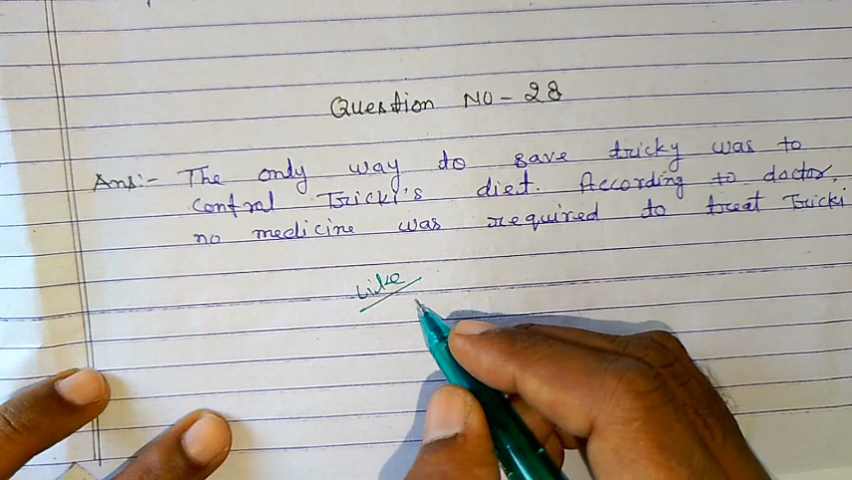 Question NO - 28
Ans:- The only way to save tricky was to
control Tricki's diet. According to doctor,
no medicine was required to treat Tricki
Like